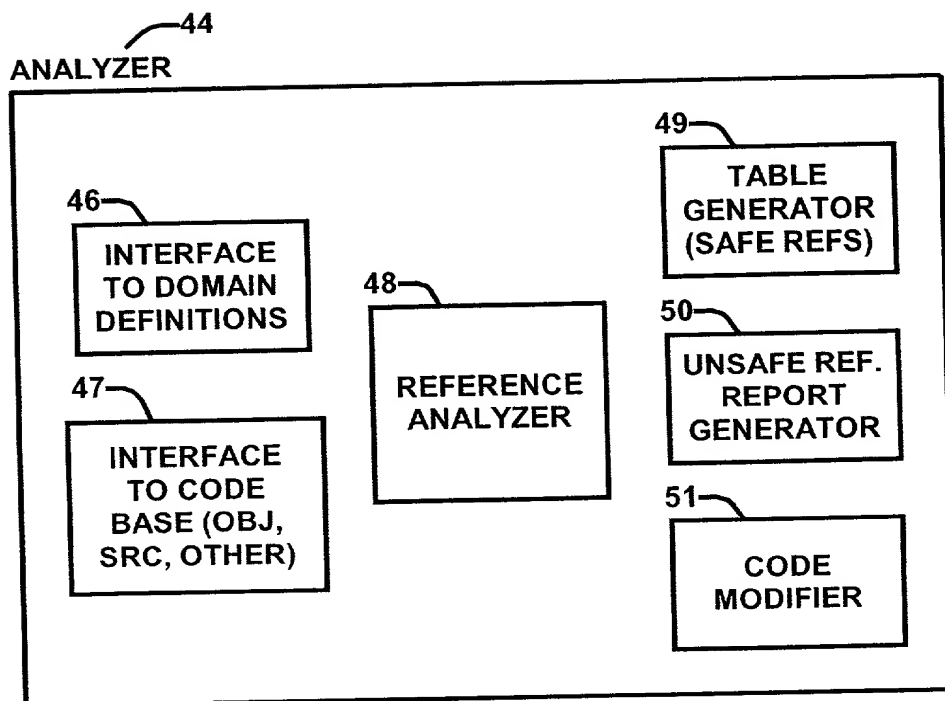 44
ANALYZER
46
INTERFACE
TO DOMAIN
DEFINITIONS
47
INTERFACE
TO CODE
BASE (OBJ,
SRC, OTHER)
48
REFERENCE
ANALYZER
49
TABLE
GENERATOR
(SAFE REFS)
50
UNSAFE REF.
REPORT
GENERATOR
51
CODE
MODIFIER